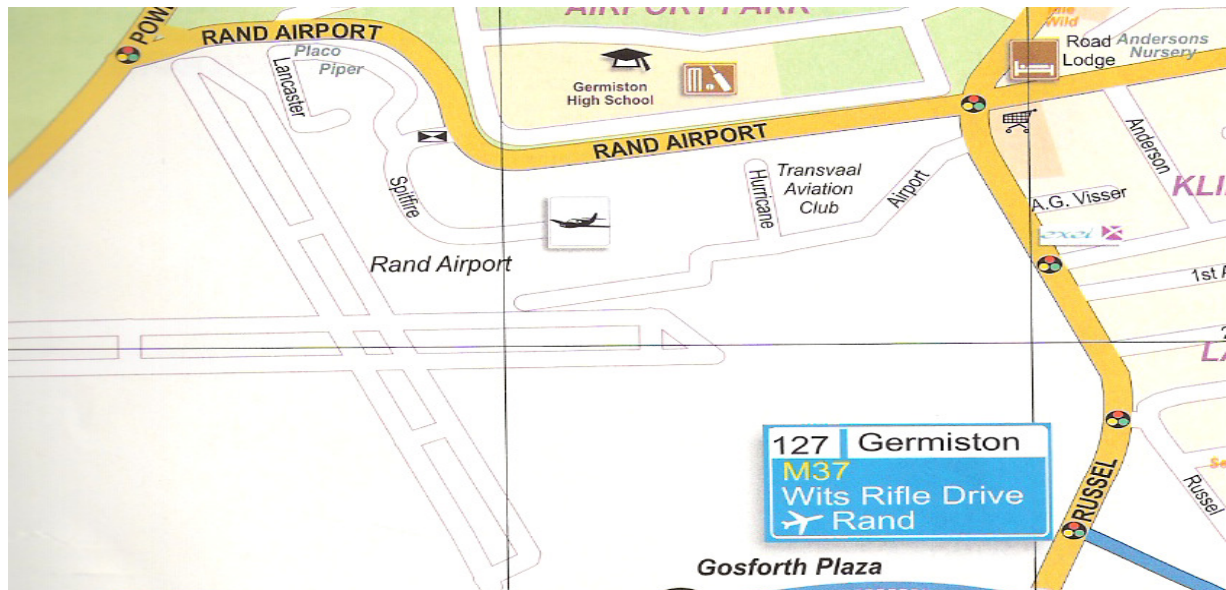 AIRPORT PARK
POW
RAND AIRPORT
Placo
Piper
Lancaster
Germiston
High School
Wild
Road
Lodge
Andersons
Nursery
RAND AIRPORT
Anderson
Spitfire
Hurricane
Transvaal
Aviation
Club
Airport
KLI
A.G. Visser
exel
Rand Airport
1st A
2
LA
127 Germiston
M37
Wits Rifle Drive
Rand
RUSSEL
Russel
Gosforth Plaza